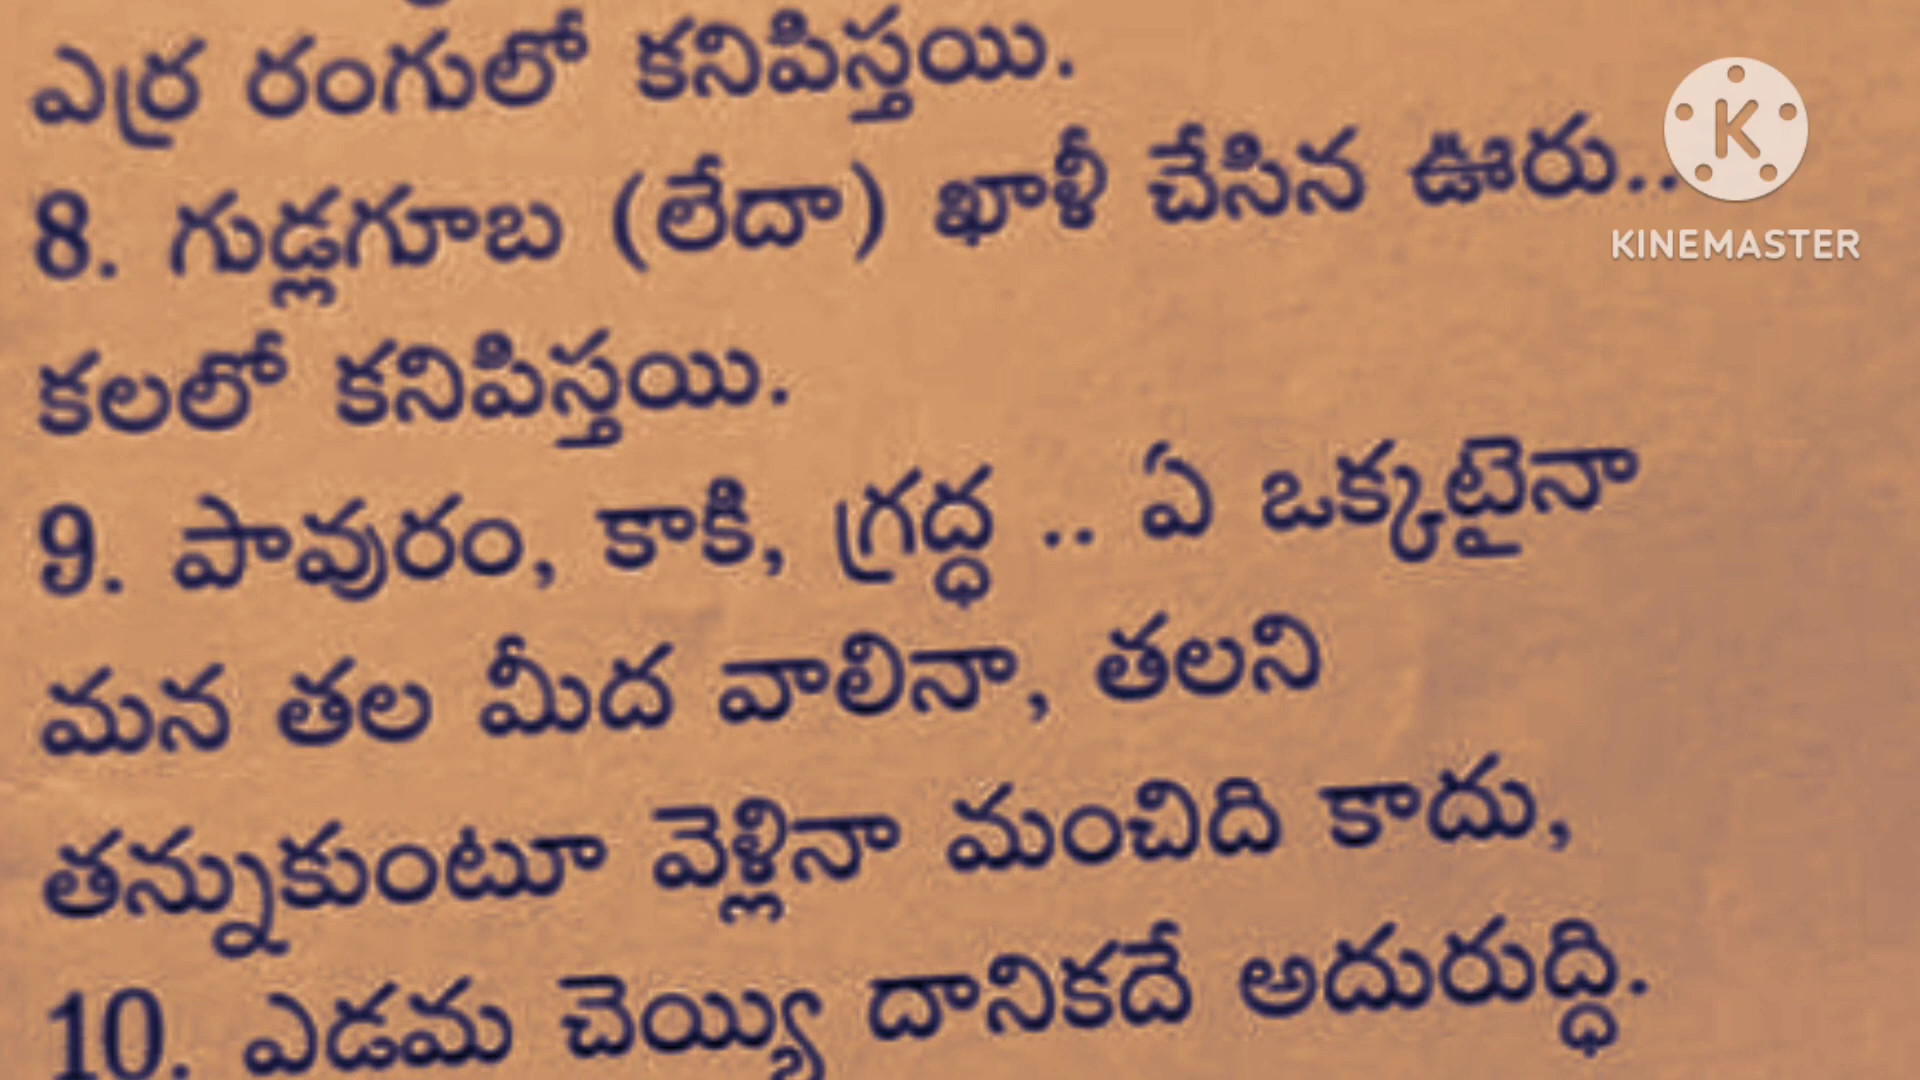 ఎర్ర రంగులో కనిపిస్తయి.
8. గుడ్లగూబ (లేదా) ఖాళీ చేసిన ఊరు..
కలలో కనిపిస్తయి.
9. పావురం, కాకి, గ్రద్ధ .. ఏ ఒక్కటైనా
మన తల మీద వాలినా, తలని
తన్నుకుంటూ వెళ్లినా మంచిది కాదు,
10. ఎడమ చెయ్యి దానికదే అదురుద్ధి.
KINEMASTER